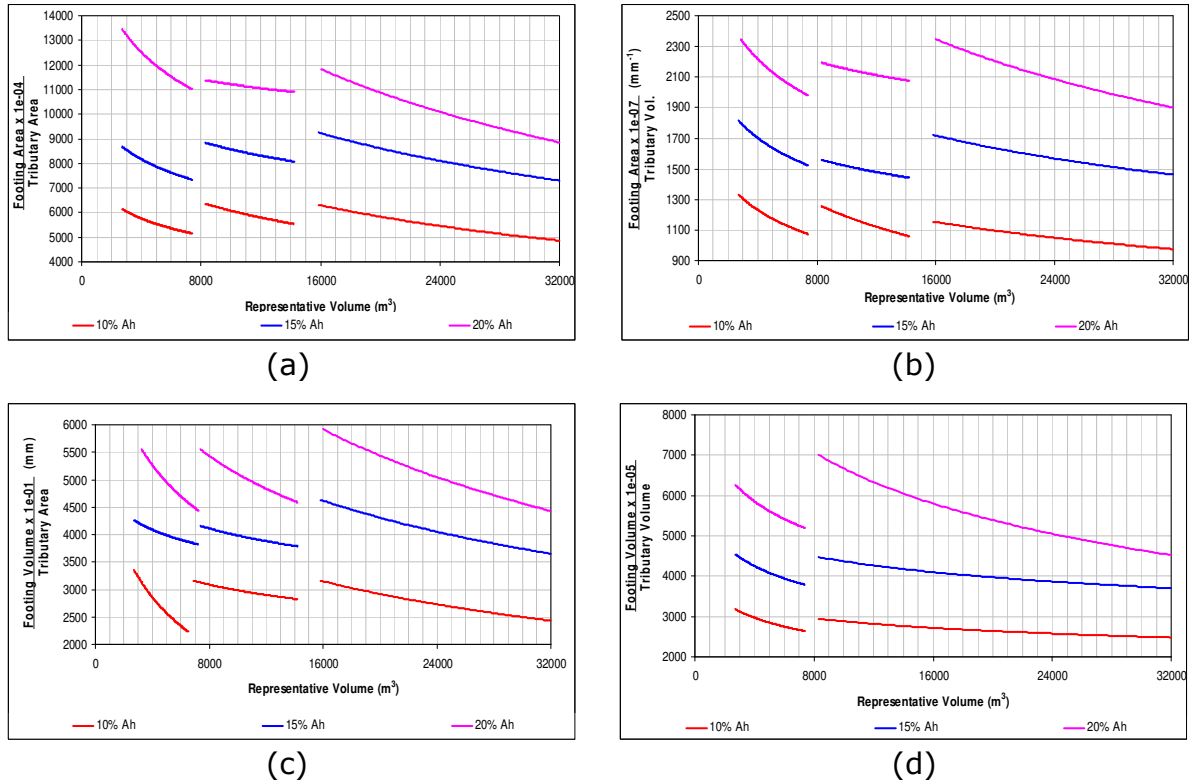 14000
13000
12000
11000
10000
9000
8000
7000
6000
5000
4000
Footing Area x 1e-04
Tributary Area
0 8000 16000 24000 32000
Representative Volume (m³)
10% Ah 15% Ah 20% Ah
(a)
2500
2300
2100
1900
1700
1500
1300
1100
900
Footing Area x 1e-07 (mm⁻¹)
Tributary Vol.
0 8000 16000 24000 32000
Representative Volume (m³)
10% Ah 15% Ah 20% Ah
(b)
6000
5500
5000
4500
4000
3500
3000
2500
2000
Footing Volume x 1e-01 (mm)
Tributary Area
0 8000 16000 24000 32000
Representative Volume (m³)
10% Ah 15% Ah 20% Ah
(c)
8000
7000
6000
5000
4000
3000
2000
Footing Volume x 1e-05
Tributary Volume
0 8000 16000 24000 32000
Representative Volume (m³)
10% Ah 15% Ah 20% Ah
(d)